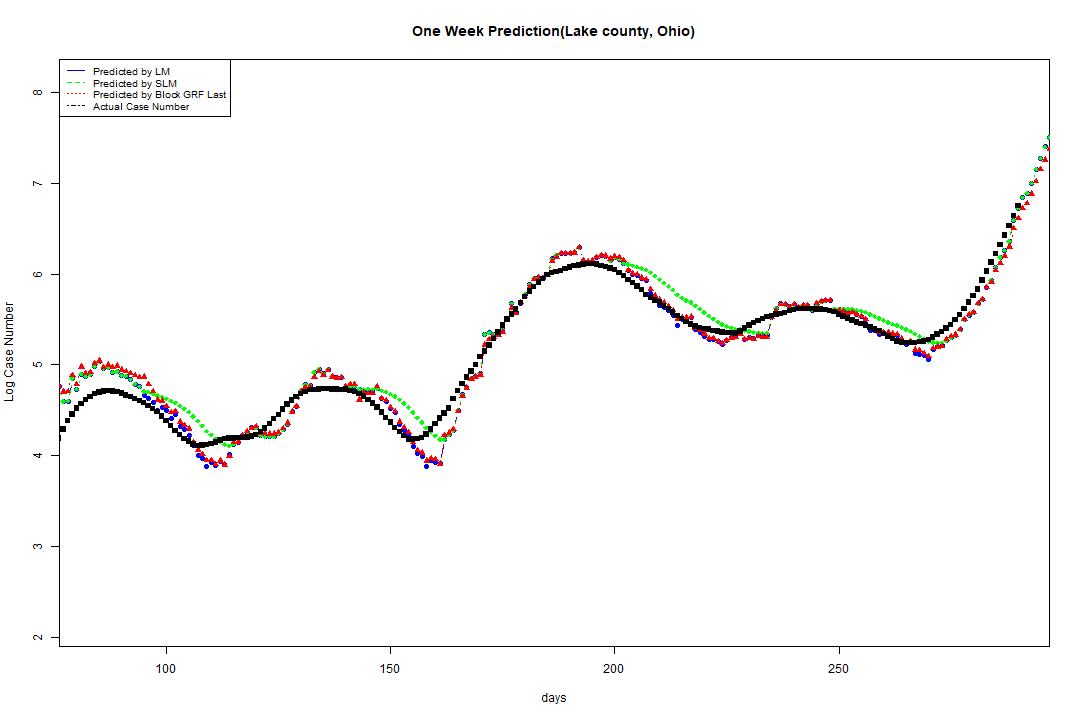 One Week Prediction(Lake county, Ohio)
Predicted by LM
Predicted by SLM
Predicted by Block GRF Last
Actual Case Number
8
7
6
5
4
3
2
Log Case Number
100 150 200 250
days